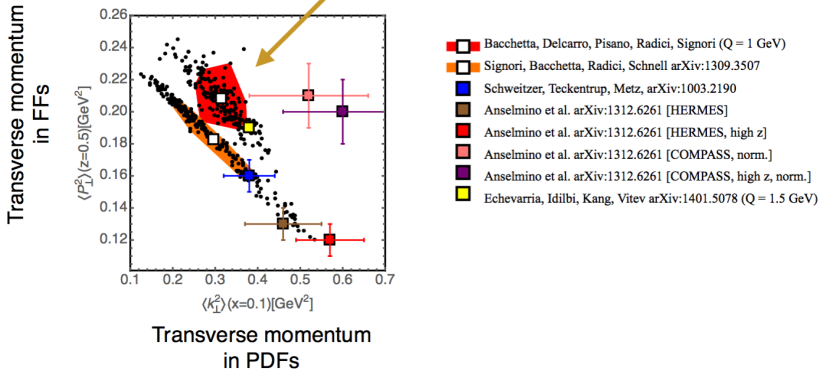 Transverse momentum
in FFs
⟨P²⊥⟩(z=0.5)[GeV²]
0.26
0.24
0.22
0.20
0.18
0.16
0.14
0.12
0.1
0.2
0.3
0.4
0.5
0.6
0.7
⟨k²⊥⟩(x=0.1)[GeV²]
Transverse momentum
in PDFs
Bacchetta, Delcarro, Pisano, Radici, Signori (Q = 1 GeV)
Signori, Bacchetta, Radici, Schnell arXiv:1309.3507
Schweitzer, Teckentrup, Metz, arXiv:1003.2190
Anselmino et al. arXiv:1312.6261 [HERMES]
Anselmino et al. arXiv:1312.6261 [HERMES, high z]
Anselmino et al. arXiv:1312.6261 [COMPASS, norm.]
Anselmino et al. arXiv:1312.6261 [COMPASS, high z, norm.]
Echevarria, Idilbi, Kang, Vitev arXiv:1401.5078 (Q = 1.5 GeV)